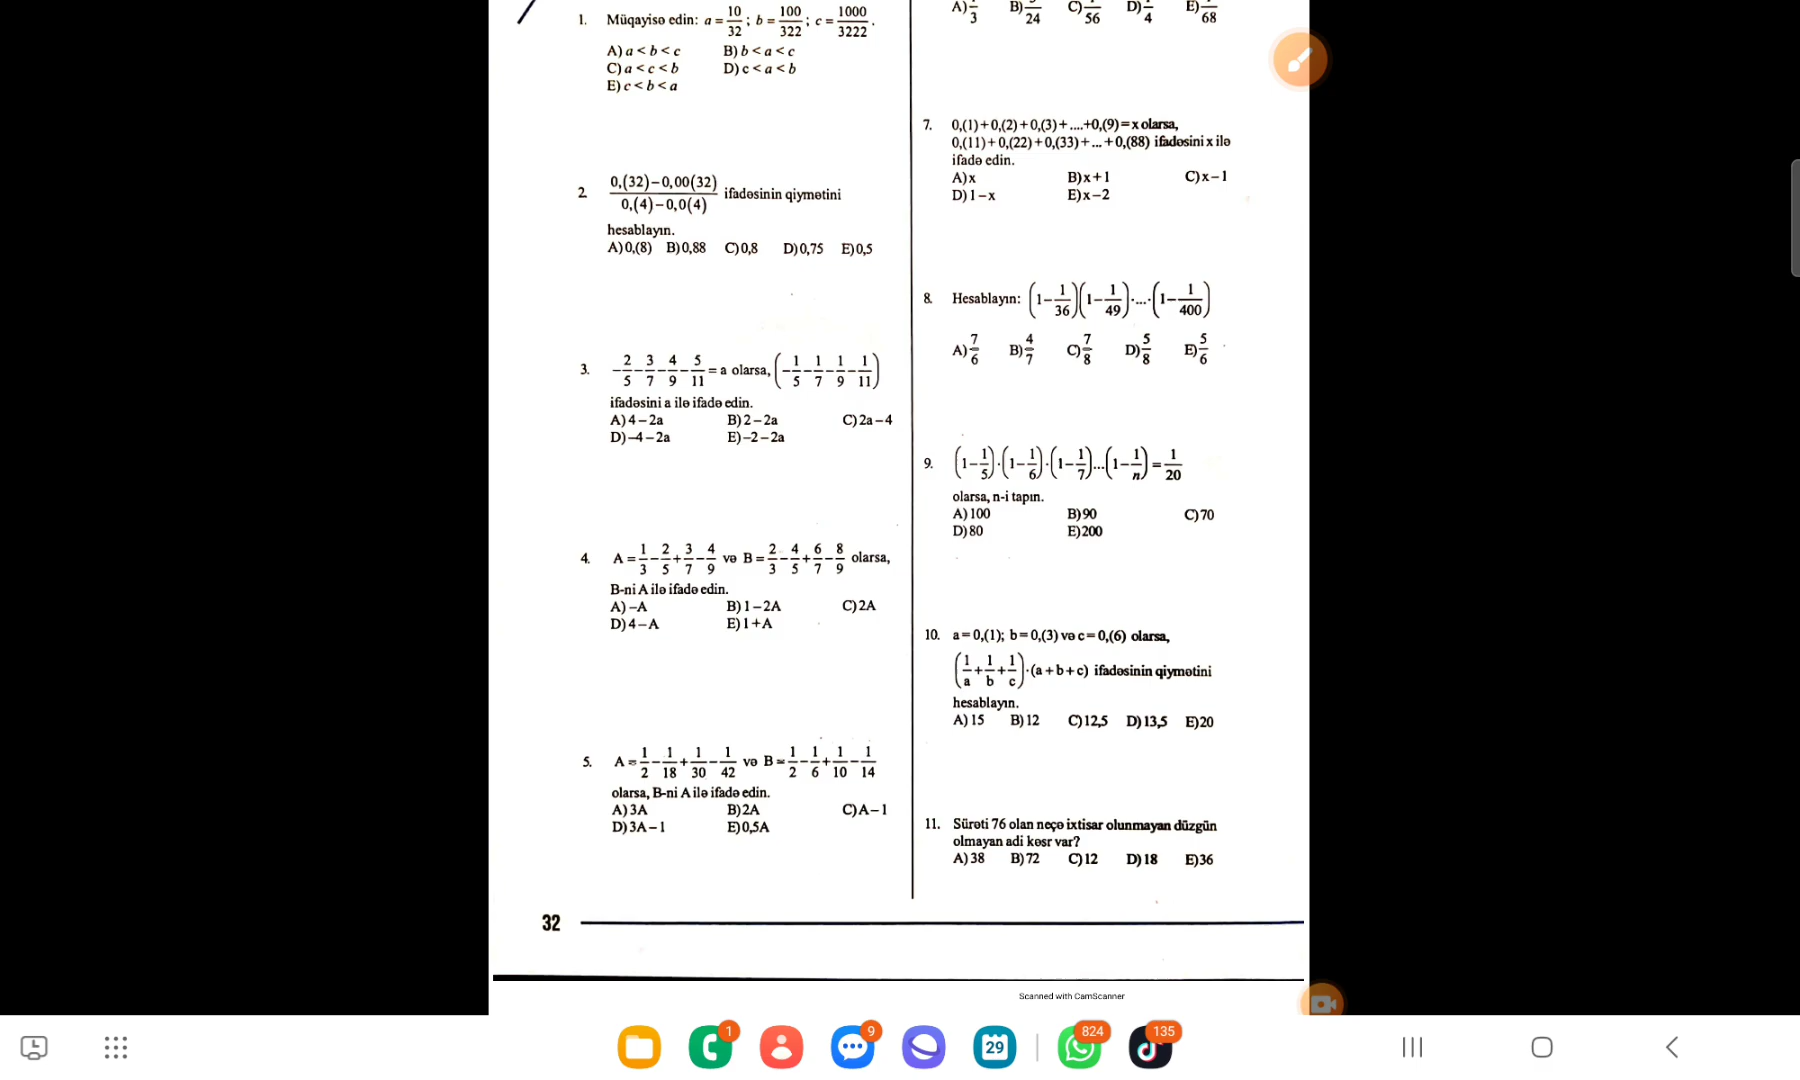 1. Müqayisə edin: a = 10/32 ; b = 100/322 ; c = 1000/3222 .
A) a < b < c B) b < a < c
C) a < c < b D) c < a < b
E) c < b < a
2. (0,(32) – 0,00(32))/(0,(4) – 0,0(4)) ifadəsinin qiymətini
hesablayın.
A) 0,(8) B) 0,88 C) 0,8 D) 0,75 E) 0,5
3. –2/5 – 3/7 – 4/9 – 5/11 = a olarsa, (–1/5 – 1/7 – 1/9 – 1/11)
ifadəsini a ilə ifadə edin.
A) 4 – 2a B) 2 – 2a C) 2a – 4
D) –4 – 2a E) –2 – 2a
4. A = 1/3 – 2/5 + 3/7 – 4/9 və B = 2/3 – 4/5 + 6/7 – 8/9 olarsa,
B-ni A ilə ifadə edin.
A) –A B) 1 – 2A C) 2A
D) 4 – A E) 1 + A
5. A = 1/2 – 1/18 + 1/30 – 1/42 və B = 1/2 – 1/6 + 1/10 – 1/14
olarsa, B-ni A ilə ifadə edin.
A) 3A B) 2A C) A – 1
D) 3A – 1 E) 0,5A
A) 3 B) 24 C) 56 D) 4 E) 68
7. 0,(1) + 0,(2) + 0,(3) + .... +0,(9) = x olarsa,
0,(11) + 0,(22) + 0,(33) + ... + 0,(88) ifadəsini x ilə
ifadə edin.
A) x B) x + 1 C) x – 1
D) 1 – x E) x – 2
8. Hesablayın: (1 – 1/36)(1 – 1/49)·...·(1 – 1/400)
A) 7/6 B) 4/7 C) 7/8 D) 5/8 E) 5/6
9. (1 – 1/5)·(1 – 1/6)·(1 – 1/7)...(1 – 1/n) = 1/20
olarsa, n-i tapın.
A) 100 B) 90 C) 70
D) 80 E) 200
10. a = 0,(1); b = 0,(3) və c = 0,(6) olarsa,
(1/a + 1/b + 1/c)·(a + b + c) ifadəsinin qiymətini
hesablayın.
A) 15 B) 12 C) 12,5 D) 13,5 E) 20
11. Sürəti 76 olan neçə ixtisar olunmayan düzgün
olmayan adi kəsr var?
A) 38 B) 72 C) 12 D) 18 E) 36
32
Scanned with CamScanner
1
9
29
824
135